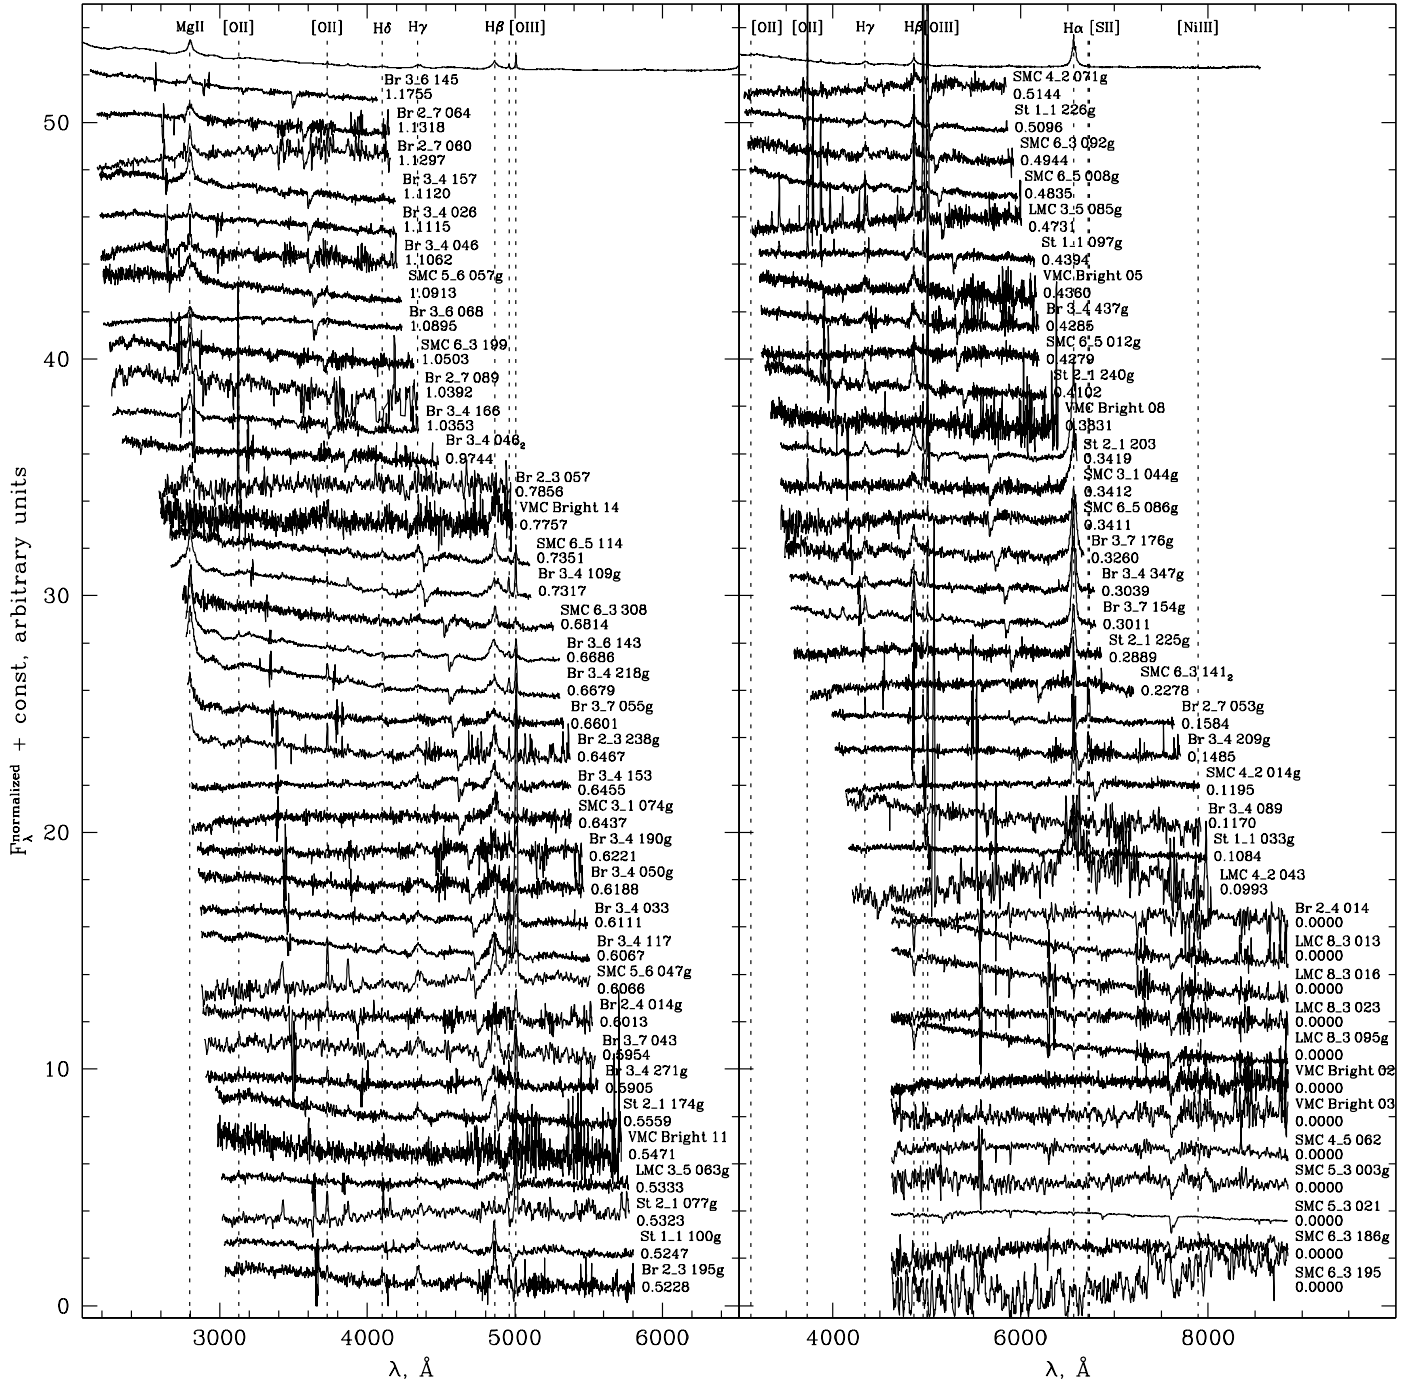 MgII [OII] [OII] Hδ Hγ Hβ [OIII]
[OII] [OII] Hγ Hβ [OIII] Hα [SII] [NiIII]
Br 3_6 145
1.1755
Br 2_7 064
1.1318
Br 2_7 060
1.1297
Br 3_4 157
1.1120
Br 3_4 026
1.1115
Br 3_4 046
1.1062
SMC 5_6 057g
1.0913
Br 3_6 068
1.0895
SMC 6_3 199
1.0503
Br 2_7 089
1.0392
Br 3_4 166
1.0353
Br 3_4 046₂
0.9744
Br 2_3 057
0.7856
VMC Bright 14
0.7757
SMC 6_5 114
0.7351
Br 3_4 109g
0.7317
SMC 6_3 308
0.6814
Br 3_6 143
0.6686
Br 3_4 218g
0.6679
Br 3_7 055g
0.6601
Br 2_3 238g
0.6467
Br 3_4 153
0.6455
SMC 3_1 074g
0.6437
Br 3_4 190g
0.6221
Br 3_4 050g
0.6188
Br 3_4 033
0.6111
Br 3_4 117
0.6067
SMC 5_6 047g
0.6066
Br 2_4 014g
0.6013
Br 3_7 043
0.5954
Br 3_4 271g
0.5905
St 2_1 174g
0.5559
VMC Bright 11
0.5471
LMC 3_5 063g
0.5333
St 2_1 077g
0.5323
St 1_1 100g
0.5247
Br 2_3 195g
0.5228
SMC 4_2 071g
0.5144
St 1_1 226g
0.5096
SMC 6_3 092g
0.4944
SMC 6_5 008g
0.4835
LMC 3_5 085g
0.4731
St 1_1 097g
0.4394
VMC Bright 05
0.4360
Br 3_4 437g
0.4285
SMC 6_5 012g
0.4279
St 2_1 240g
0.4102
VMC Bright 08
0.3831
St 2_1 203
0.3419
SMC 3_1 044g
0.3412
SMC 6_5 086g
0.3411
Br 3_7 176g
0.3260
Br 3_4 347g
0.3039
Br 3_7 154g
0.3011
St 2_1 225g
0.2889
SMC 6_3 141₂
0.2278
Br 2_7 053g
0.1584
Br 3_4 209g
0.1485
SMC 4_2 014g
0.1195
Br 3_4 089
0.1170
St 1_1 033g
0.1084
LMC 4_2 043
0.0993
Br 2_4 014
0.0000
LMC 8_3 013
0.0000
LMC 8_3 016
0.0000
LMC 8_3 023
0.0000
LMC 8_3 095g
0.0000
VMC Bright 02
0.0000
VMC Bright 03
0.0000
SMC 4_5 062
0.0000
SMC 5_3 003g
0.0000
SMC 5_3 021
0.0000
SMC 6_3 186g
0.0000
SMC 6_3 195
0.0000
50
40
30
20
10
0
F_λ^normalized + const, arbitrary units
3000 4000 5000 6000
4000 6000 8000
λ, Å
λ, Å